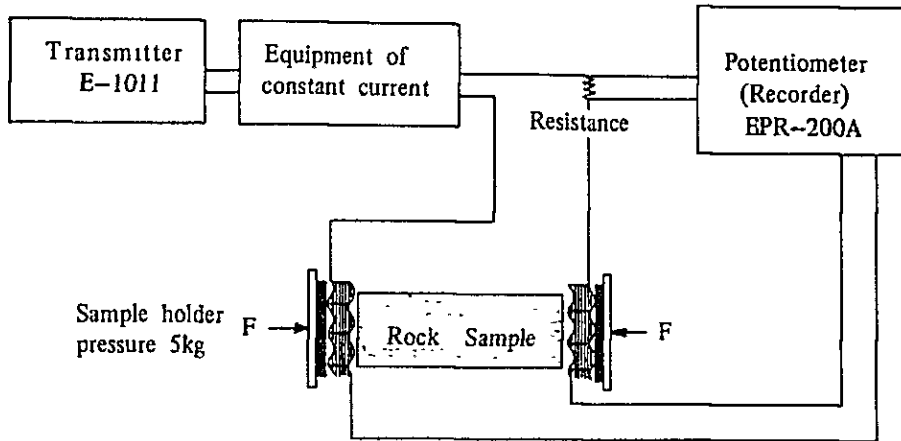 Transmitter
E-1011
Equipment of
constant current
Potentiometer
(Recorder)
EPR-200A
Resistance
Sample holder
pressure 5kg
F
Rock Sample
F